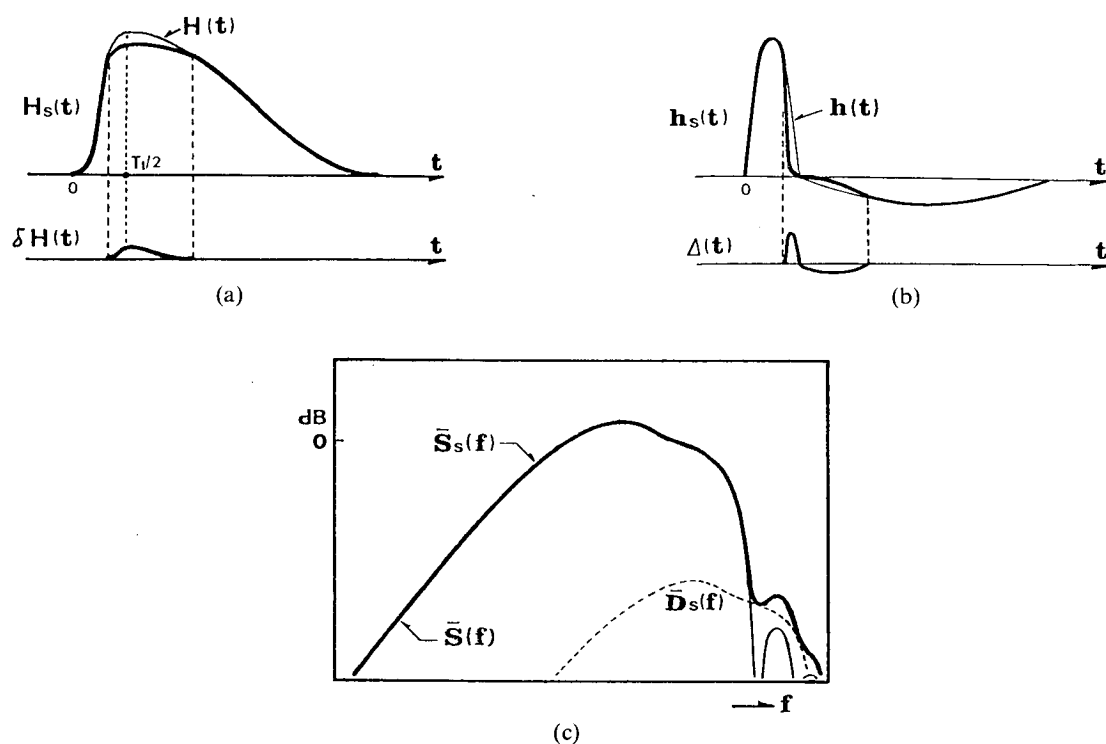 H(t)
Hs(t)
T₁/2
t
0
δH(t)
t
(a)
hs(t)
h(t)
t
0
Δ(t)
t
(b)
dB
0
S̄s(f)
D̄s(f)
S̄(f)
f
(c)